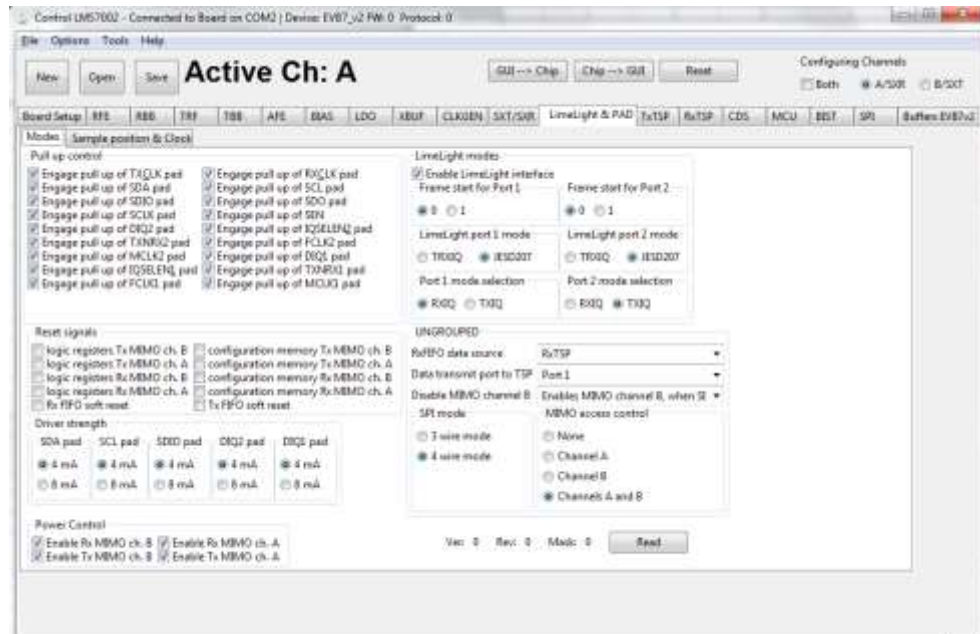 Control LMS7002 - Connected to Board on COM2 | Device: EVB7_v2 FW: 0 Protocol: 0
File Options Tools Help
New Open Save Active Ch: A GUI --> Chip Chip --> GUI Reset Configuring Channels
Both A/SXR B/SXT
Board Setup RFE RBB TRF TBB AFE BIAS LDO XBUF CLKGEN SXT/SXR LimeLight & PAD TxTSP RxTSP CDS MCU BIST SPI Buffers EVB7v2
Modes Sample position & Clock
Pull up control
Engage pull up of TXCLK pad Engage pull up of RXCLK pad
Engage pull up of SDA pad Engage pull up of SCL pad
Engage pull up of SDIO pad Engage pull up of SDO pad
Engage pull up of SCLK pad Engage pull up of SEN
Engage pull up of DIQ2 pad Engage pull up of IQSELEN2 pad
Engage pull up of TXNRX2 pad Engage pull up of FCLK2 pad
Engage pull up of MCLK2 pad Engage pull up of DIQ1 pad
Engage pull up of IQSELEN1 pad Engage pull up of TXNRX1 pad
Engage pull up of FCLK1 pad Engage pull up of MCLK1 pad
LimeLight modes
Enable LimeLight interface
Frame start for Port 1 Frame start for Port 2
0 1 0 1
LimeLight port 1 mode LimeLight port 2 mode
TRXIQ JESD207 TRXIQ JESD207
Port 1 mode selection Port 2 mode selection
RXIQ TXIQ RXIQ TXIQ
Reset signals
logic registers Tx MIMO ch. B configuration memory Tx MIMO ch. B
logic registers Tx MIMO ch. A configuration memory Tx MIMO ch. A
logic registers Rx MIMO ch. B configuration memory Rx MIMO ch. B
logic registers Rx MIMO ch. A configuration memory Rx MIMO ch. A
Rx FIFO soft reset Tx FIFO soft reset
Driver strength
SDA pad SCL pad SDIO pad DIQ2 pad DIQ1 pad
4 mA 4 mA 4 mA 4 mA 4 mA
8 mA 8 mA 8 mA 8 mA 8 mA
Power Control
Enable Rx MIMO ch. B Enable Rx MIMO ch. A
Enable Tx MIMO ch. B Enable Tx MIMO ch. A
UNGROUPED
RxFIFO data source RxTSP
Data transmit port to TSP Port 1
Disable MIMO channel B Enables MIMO channel B, when SI
SPI mode MIMO access control
3 wire mode None
4 wire mode Channel A
Channel B
Channels A and B
Ver: 0 Rev: 0 Mask: 0 Read